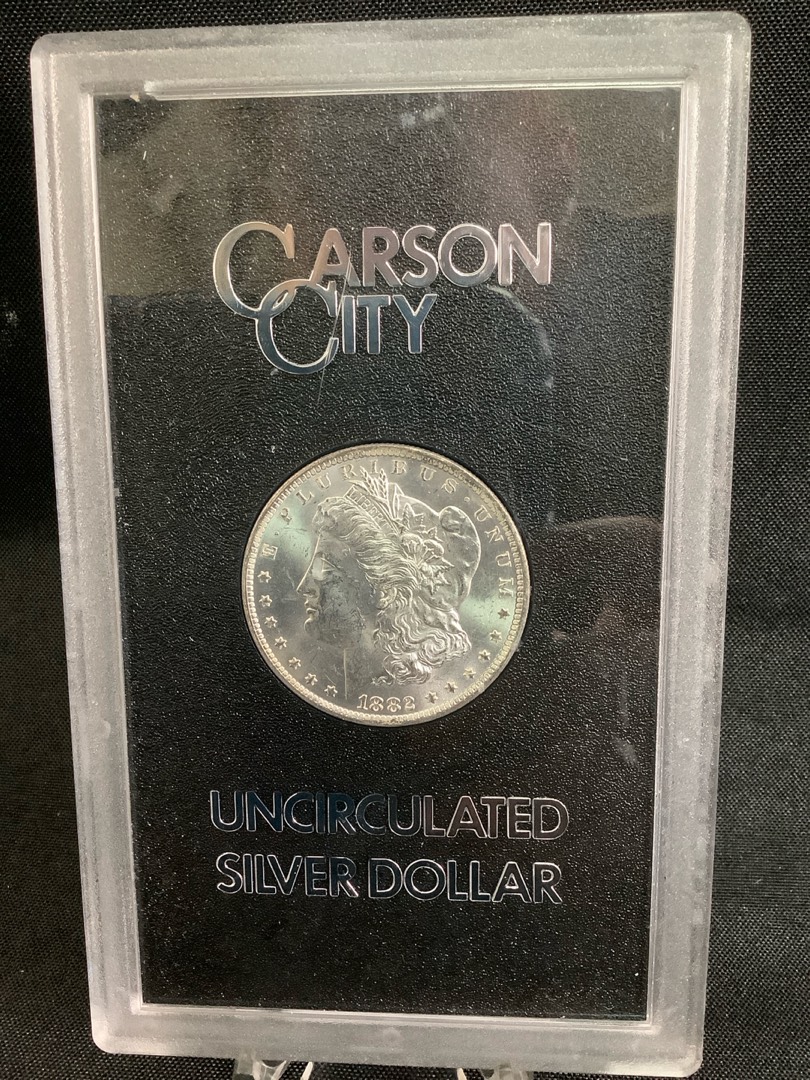 CARSON
CITY
E PLURIBUS UNUM
LIBERTY
1882
UNCIRCULATED
SILVER DOLLAR